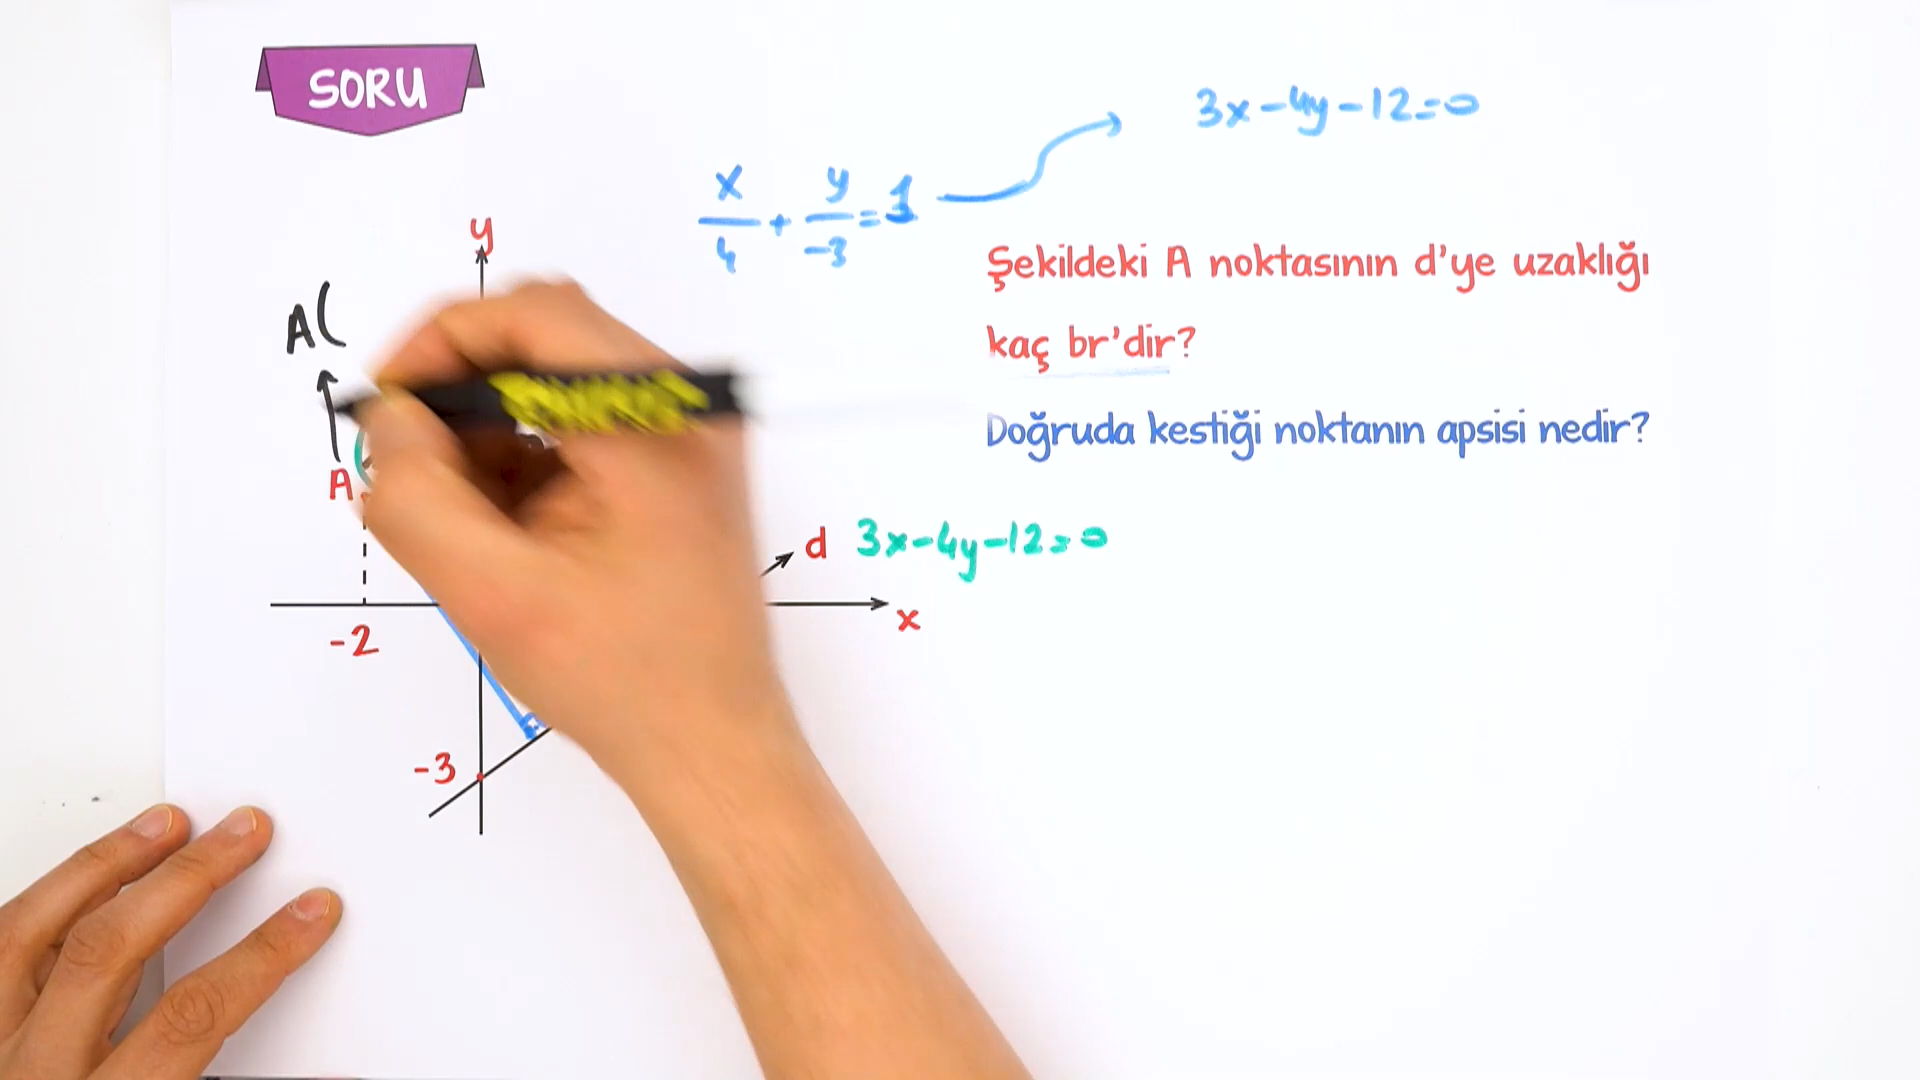 SORU
3x-4y-12=0
x/4 + y/-3 = 1
y
Şekildeki A noktasının d'ye uzaklığı
kaç br'dir?
A(
Doğruda kestiği noktanın apsisi nedir?
A
d 3x-4y-12=0
x
-2
-3